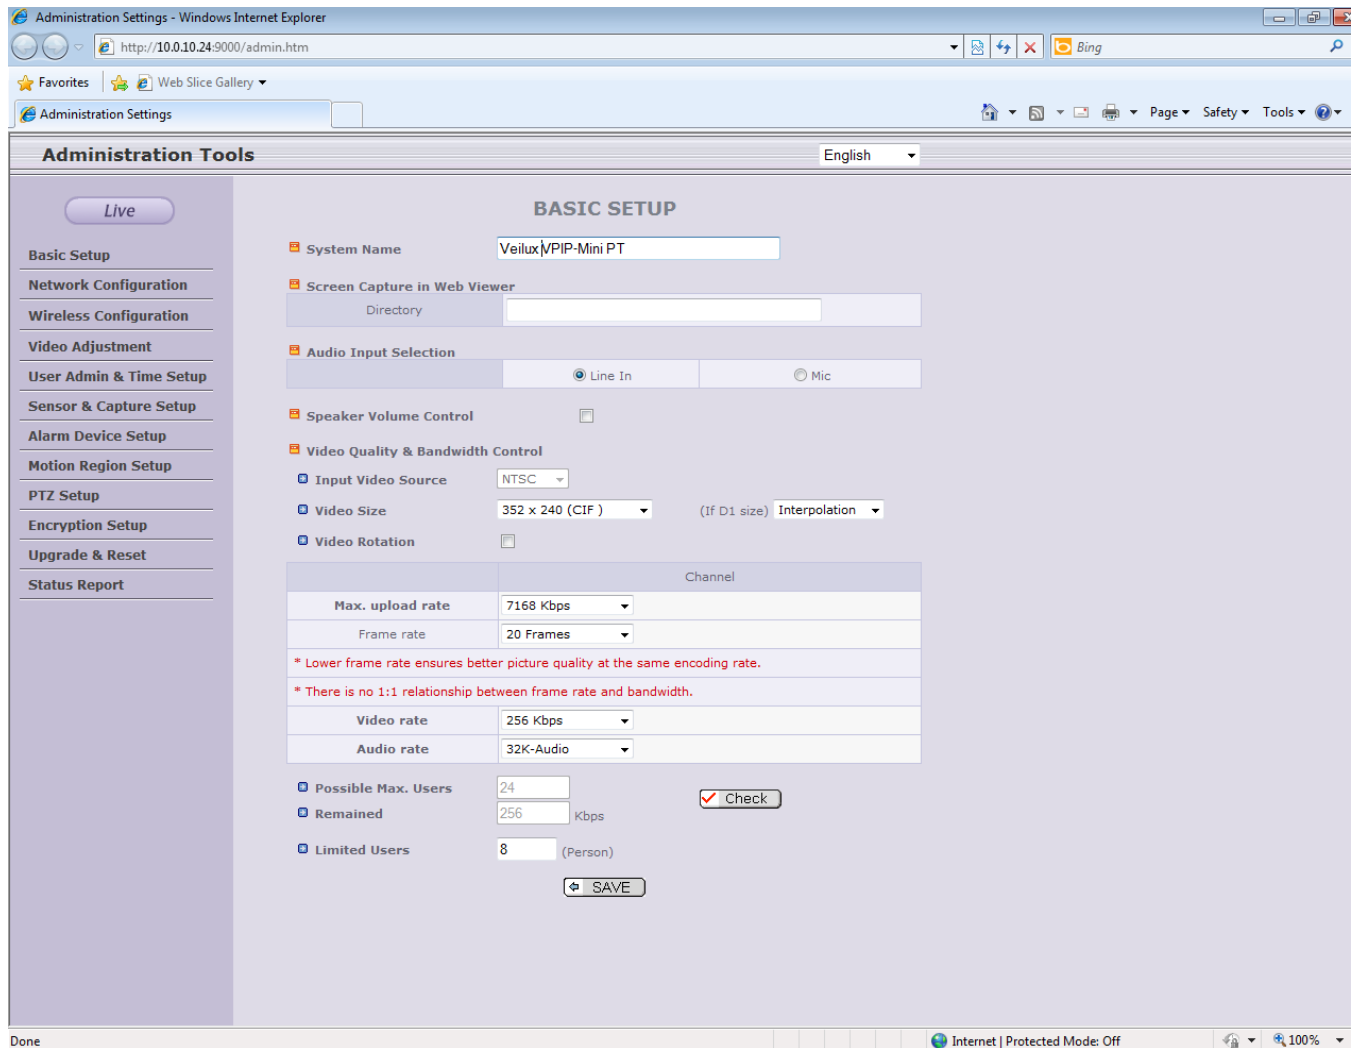 Administration Settings - Windows Internet Explorer
http://10.0.10.24:9000/admin.htm
Bing
Favorites
Web Slice Gallery
Administration Settings
Page
Safety
Tools
Administration Tools
English
Live
Basic Setup
Network Configuration
Wireless Configuration
Video Adjustment
User Admin & Time Setup
Sensor & Capture Setup
Alarm Device Setup
Motion Region Setup
PTZ Setup
Encryption Setup
Upgrade & Reset
Status Report
BASIC SETUP
System Name
Veilux VPIP-Mini PT
Screen Capture in Web Viewer
Directory
Audio Input Selection
Line In
Mic
Speaker Volume Control
Video Quality & Bandwidth Control
Input Video Source
NTSC
Video Size
352 x 240 (CIF )
(If D1 size)
Interpolation
Video Rotation
Channel
Max. upload rate
7168 Kbps
Frame rate
20 Frames
* Lower frame rate ensures better picture quality at the same encoding rate.
* There is no 1:1 relationship between frame rate and bandwidth.
Video rate
256 Kbps
Audio rate
32K-Audio
Possible Max. Users
24
Check
Remained
256
Kbps
Limited Users
8
(Person)
SAVE
Done
Internet | Protected Mode: Off
100%